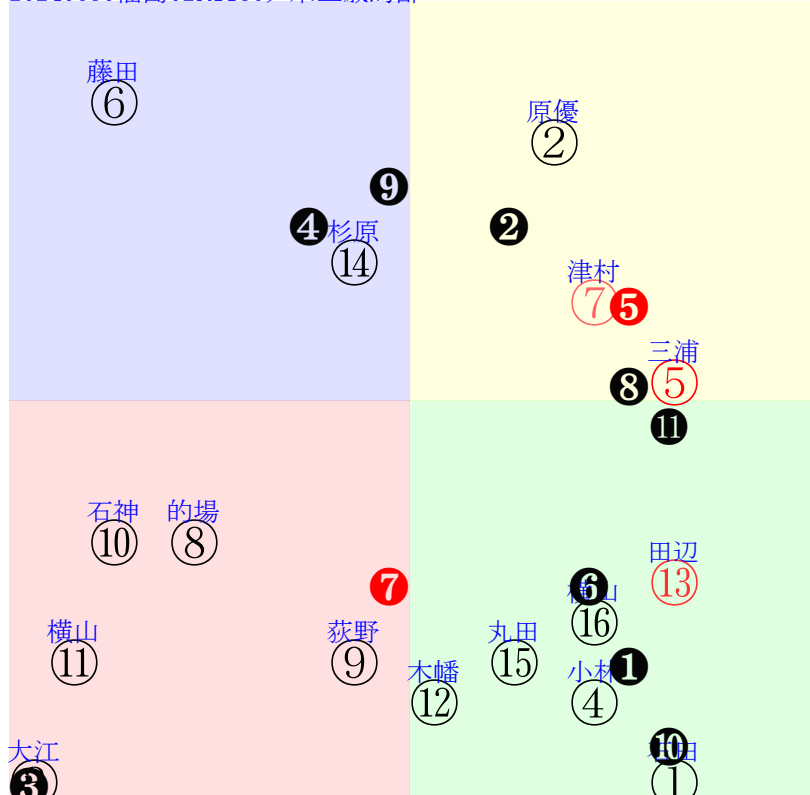 藤田
⑥
原優
②
❾
❹
杉原
⑭
❷
津村
⑦
❺
三浦
⑤
❽
⓫
石神
⑩
的場
⑧
田辺
⑬
❼
❻
⑯
横山
⑪
荻野
⑨
丸田
⑮
木幡
⑫
小林
④
❶
❿
①
大江
❸